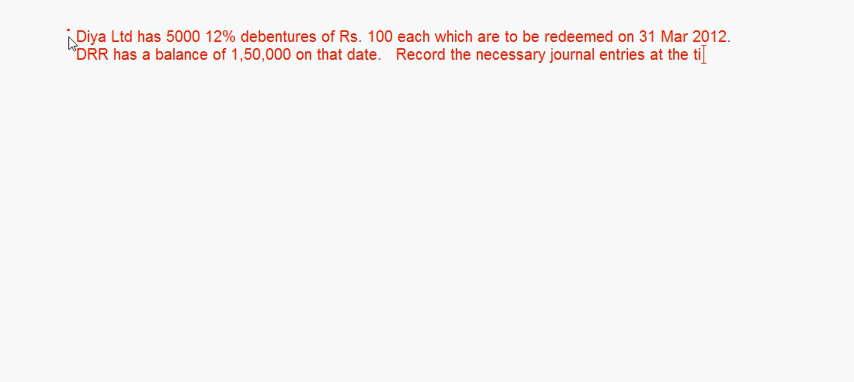 Diya Ltd has 5000 12% debentures of Rs. 100 each which are to be redeemed on 31 Mar 2012.
DRR has a balance of 1,50,000 on that date. Record the necessary journal entries at the ti